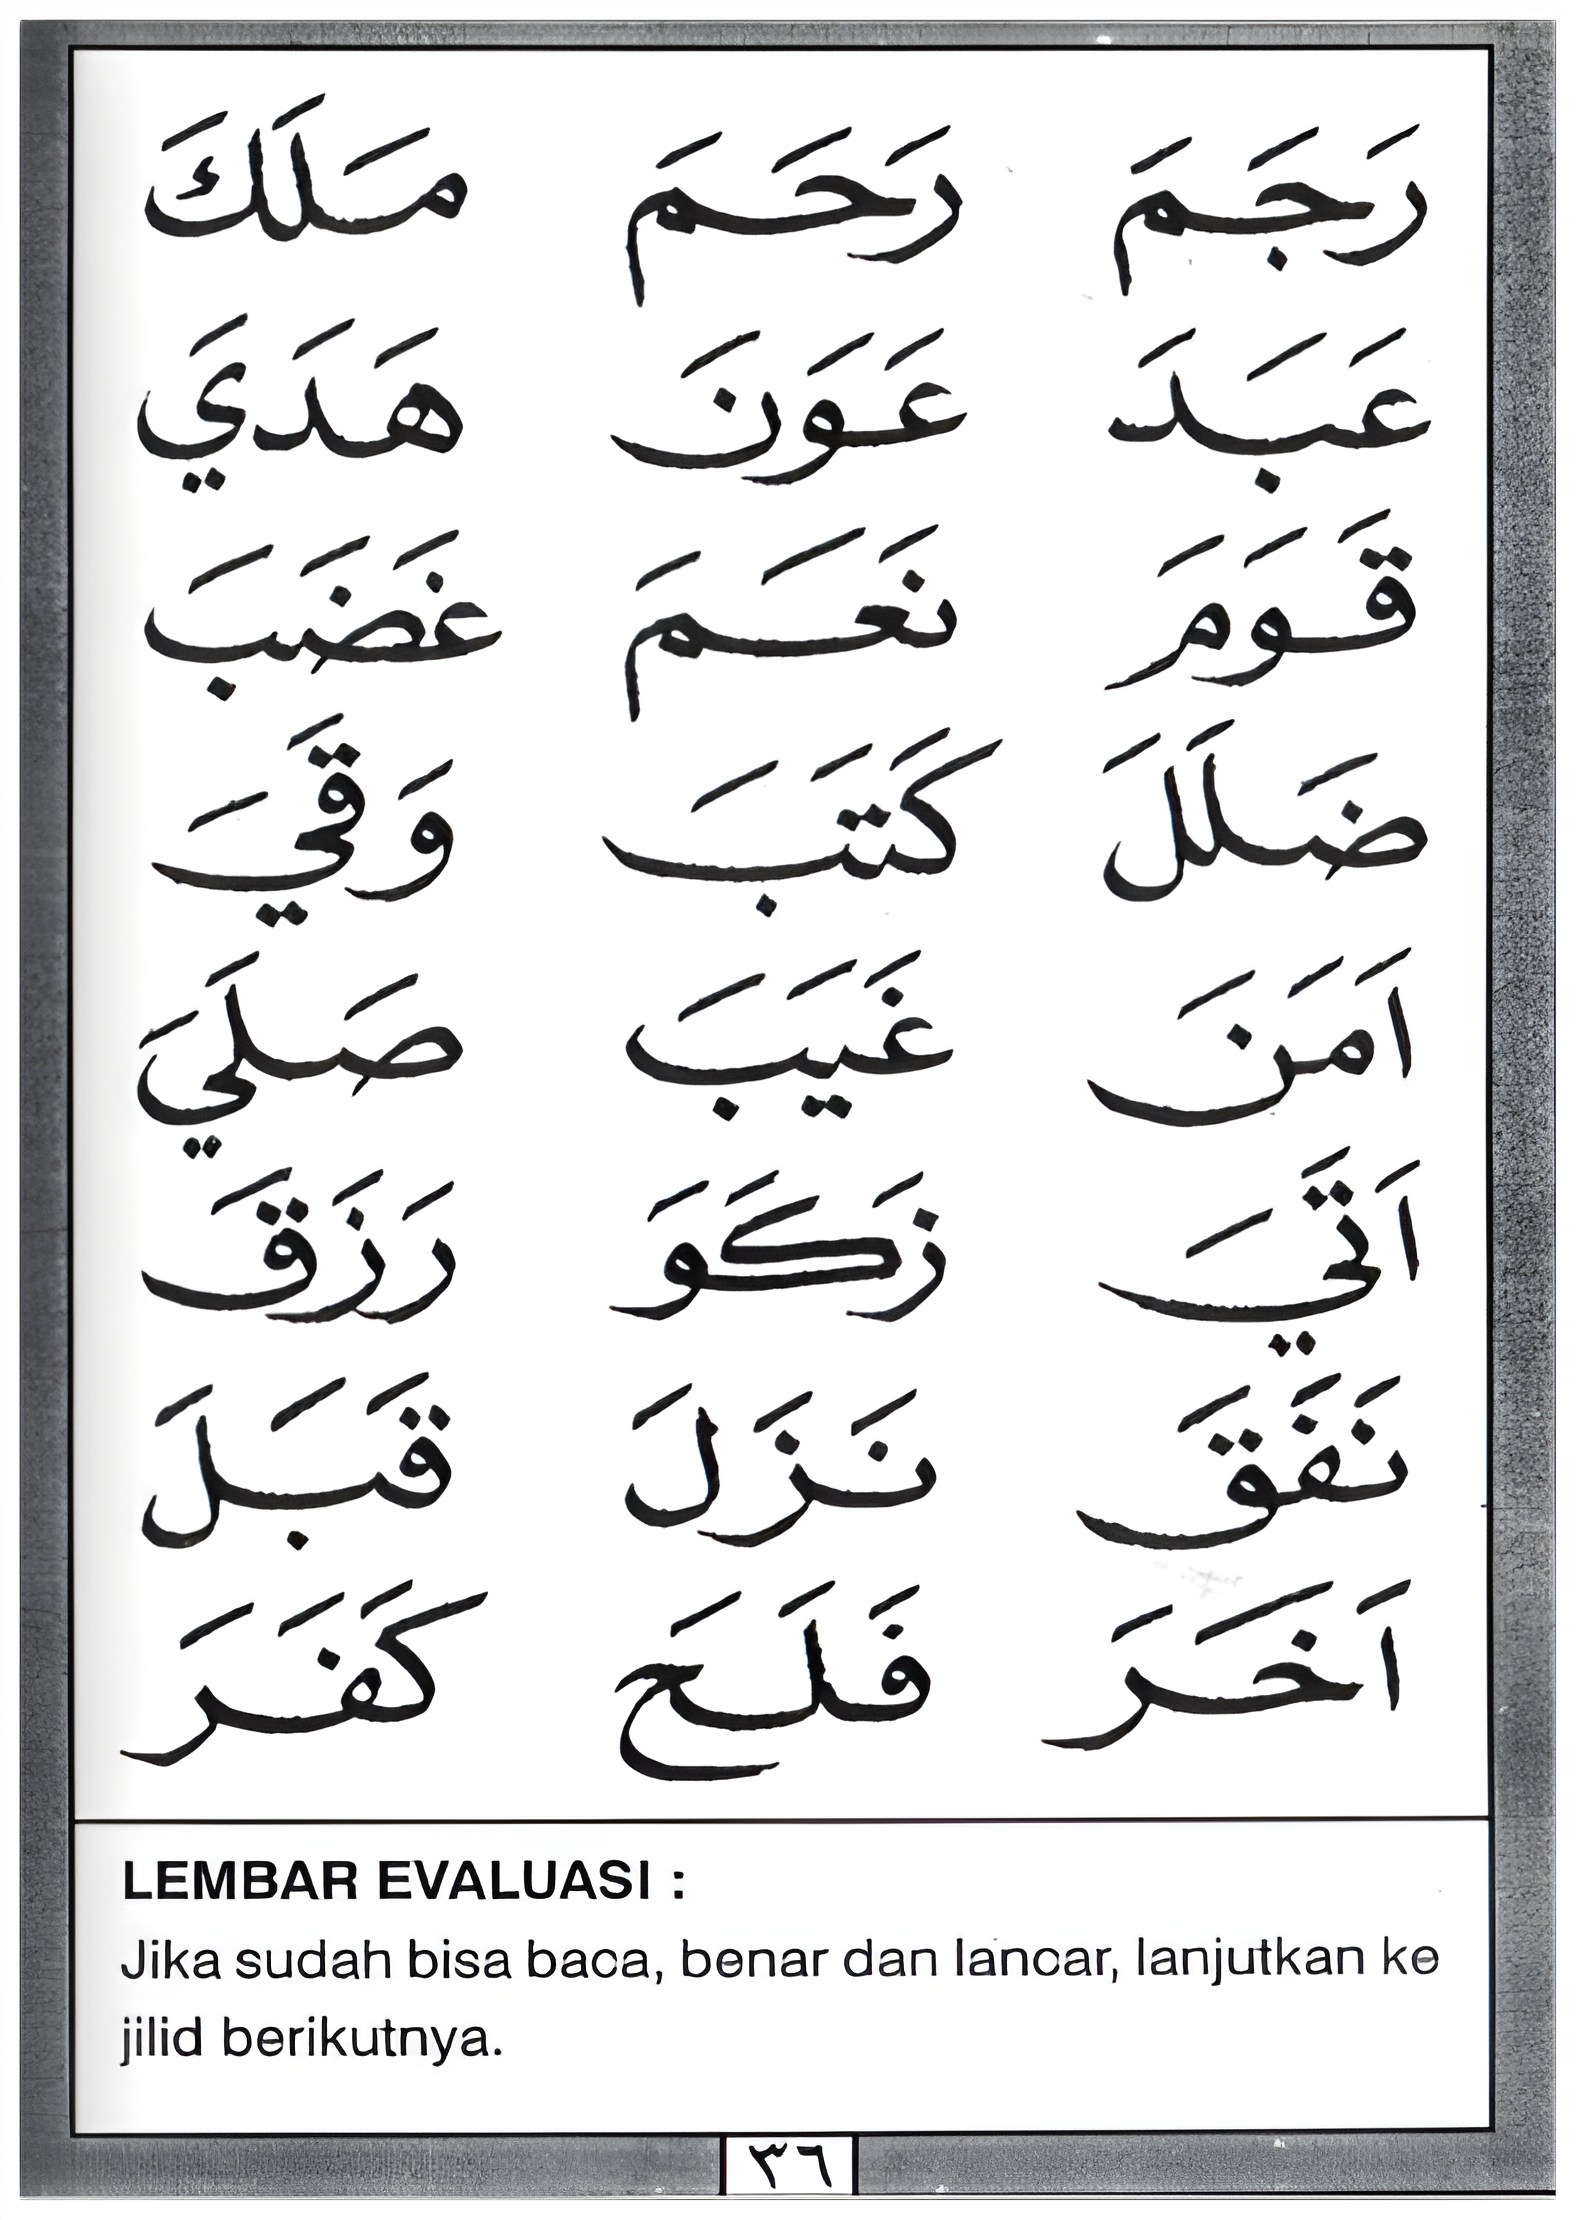 رَجَمَ رَحَمَ مَلَكَ
عَبَدَ عَوَنَ هَدَيَ
قَوَمَ نَعَمَ غَضَبَ
ضَلَلَ كَتَبَ وَقَيَ
اَمَنَ غَيَبَ صَلَيَ
اَتَيَ زَكَوَ رَزَقَ
نَفَقَ نَزَلَ قَبَلَ
اَخَرَ فَلَحَ كَفَرَ
LEMBAR EVALUASI :
Jika sudah bisa baca, benar dan lancar, lanjutkan ke
jilid berikutnya.
٣٦